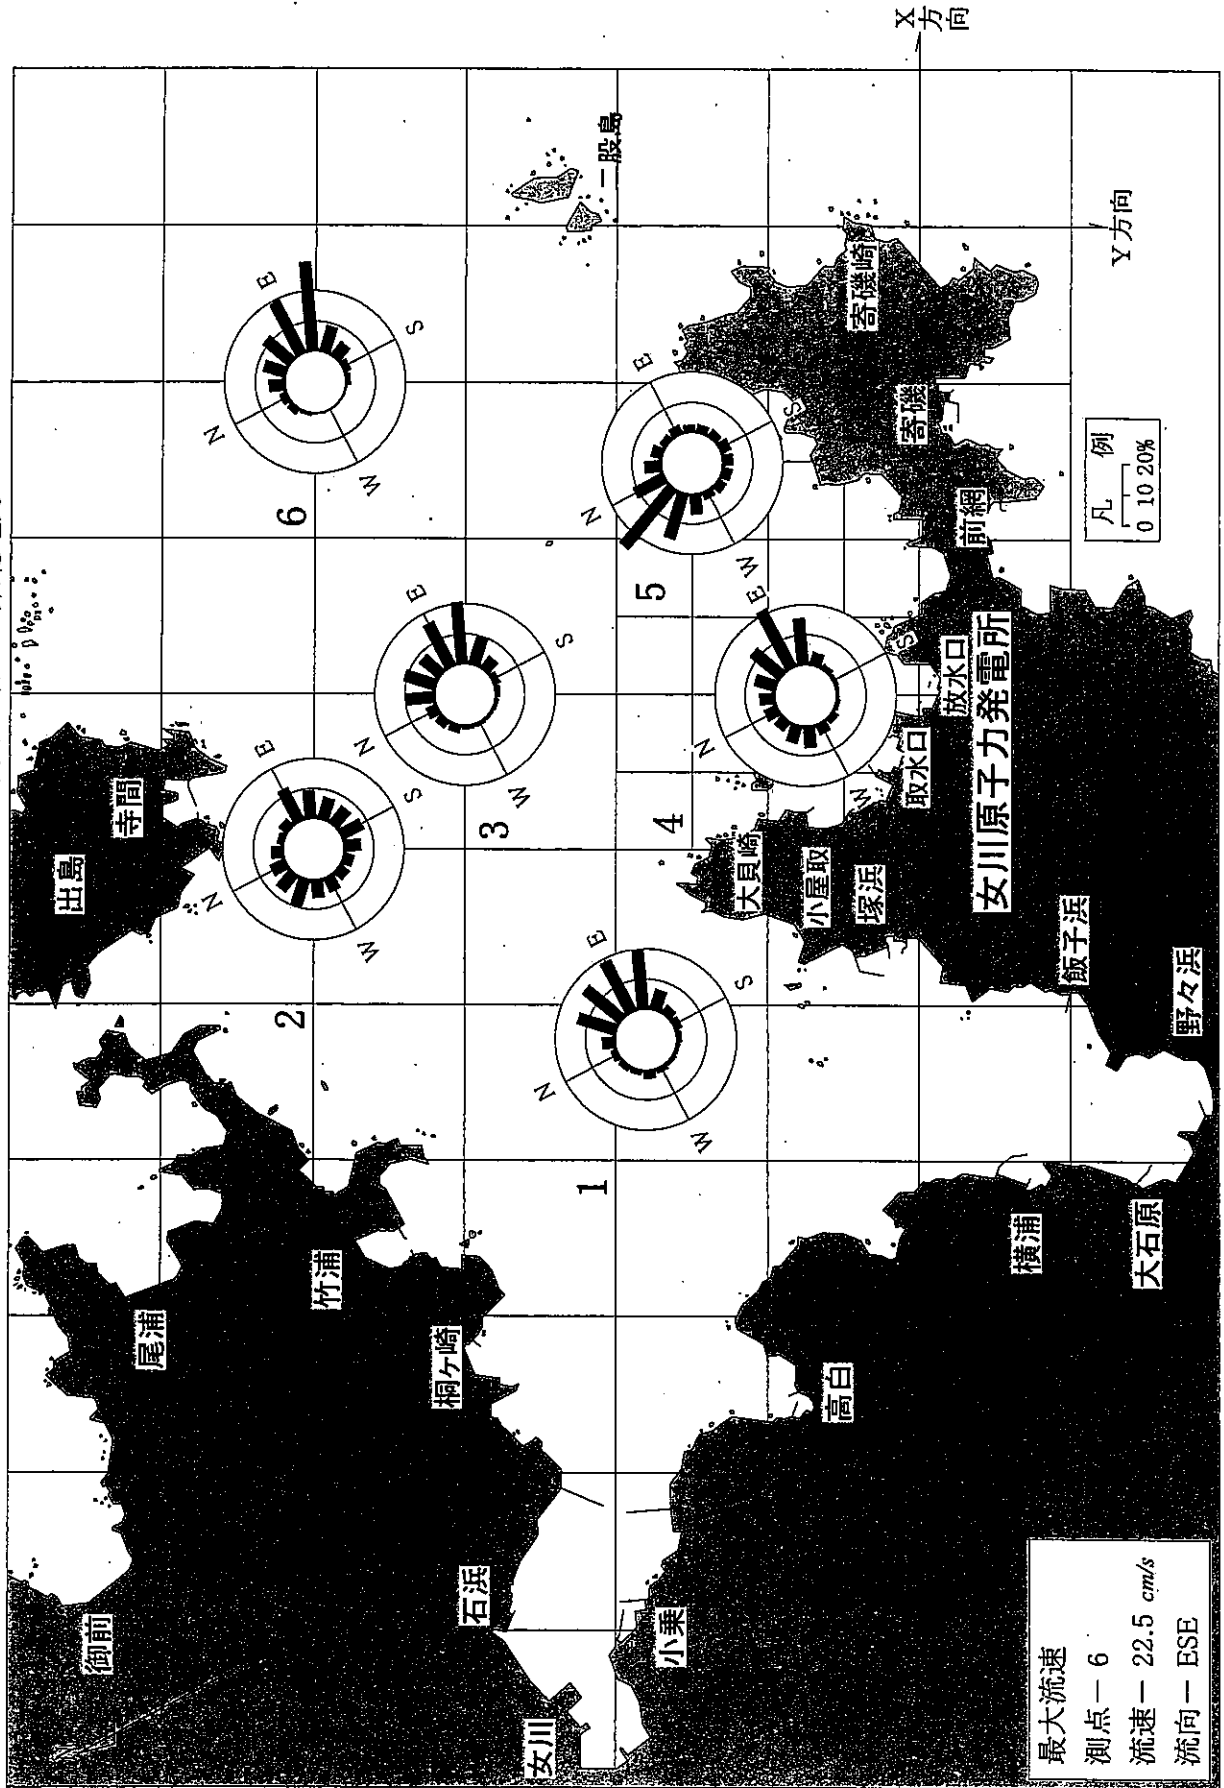 X方向
Y方向
二股島
寄磯崎
寄磯
前網
凡 例
0 10 20%
女川原子力発電所
放水口
取水口
大貝崎
小屋取
塚浜
飯子浜
野々浜
出島
寺間
尾浦
竹浦
桐ヶ崎
御前
石浜
女川
小乗
高白
横浦
大石原
1
N
E
S
W
2
N
E
S
W
3
N
E
S
W
4
N
E
S
W
5
N
E
S
W
6
N
E
S
W
最大流速
測点ー 6
流速ー 22.5 cm/s
流向ー ESE